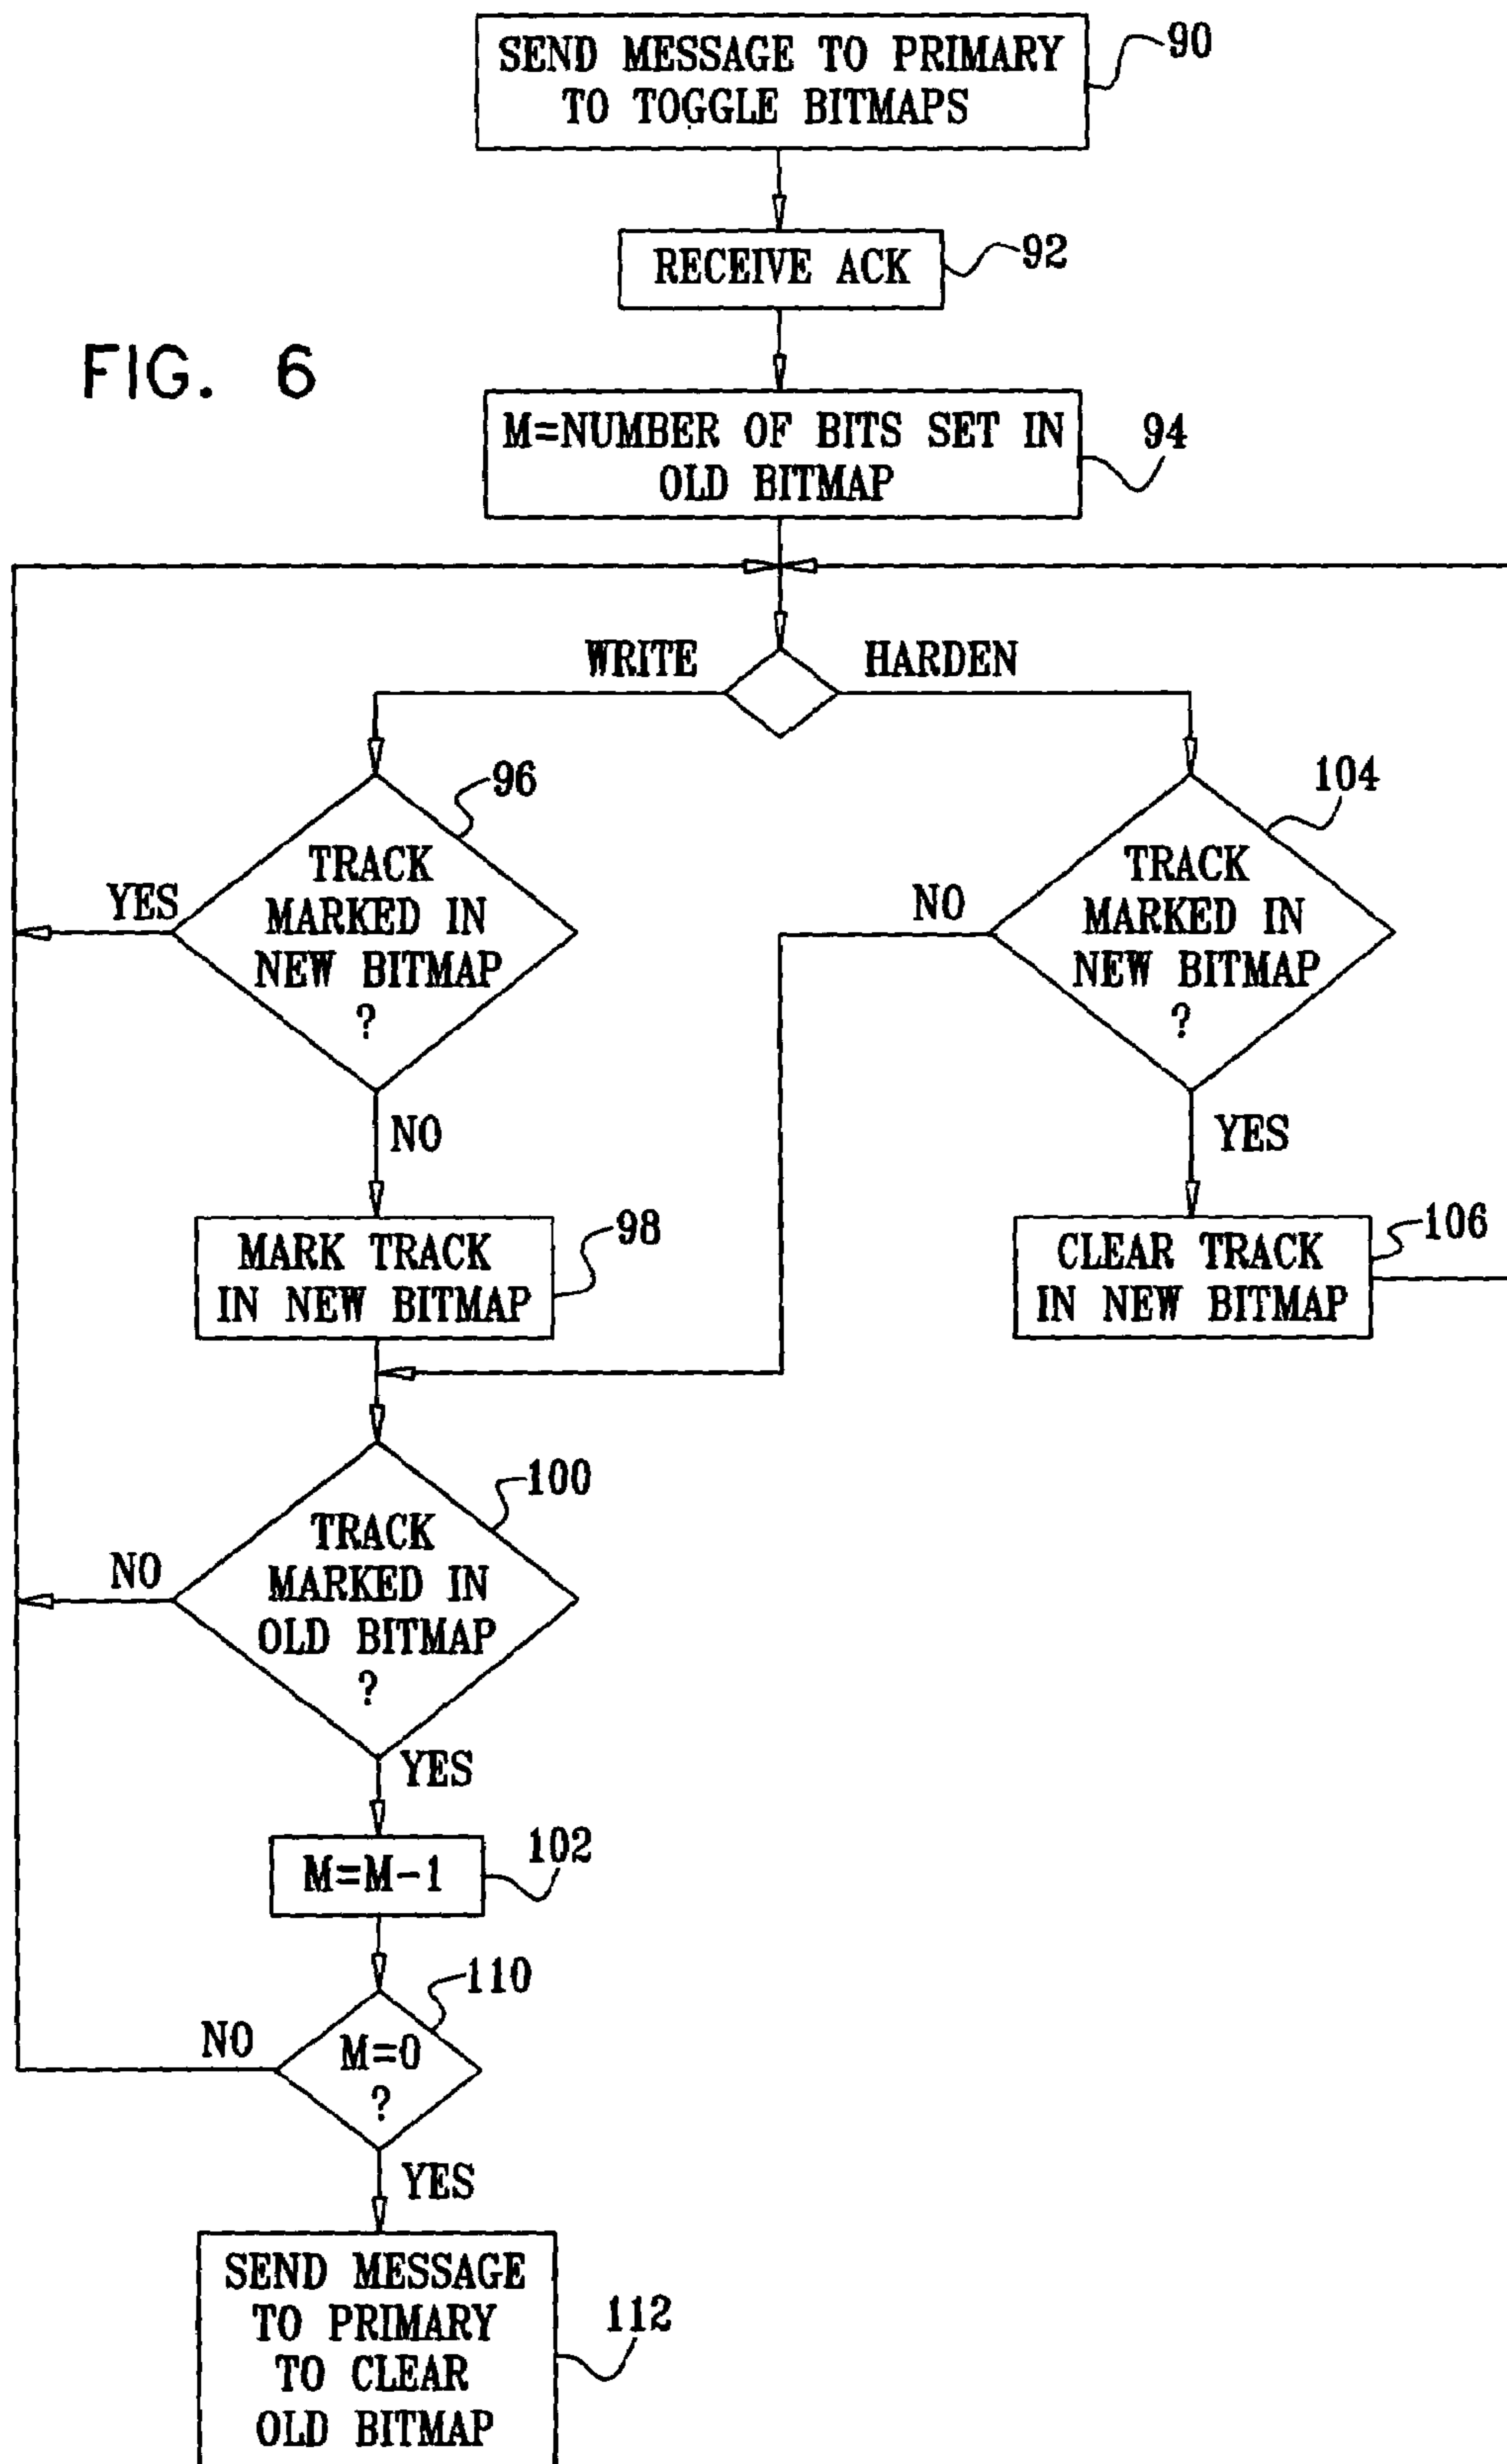 SEND MESSAGE TO PRIMARY
TO TOGGLE BITMAPS
90
RECEIVE ACK
92
FIG. 6
M=NUMBER OF BITS SET IN
OLD BITMAP
94
WRITE
HARDEN
96
TRACK
MARKED IN
NEW BITMAP
?
YES
NO
104
TRACK
MARKED IN
NEW BITMAP
?
NO
YES
MARK TRACK
IN NEW BITMAP
98
CLEAR TRACK
IN NEW BITMAP
106
100
TRACK
MARKED IN
OLD BITMAP
?
NO
YES
M=M-1
102
110
M=0
?
NO
YES
SEND MESSAGE
TO PRIMARY
TO CLEAR
OLD BITMAP
112